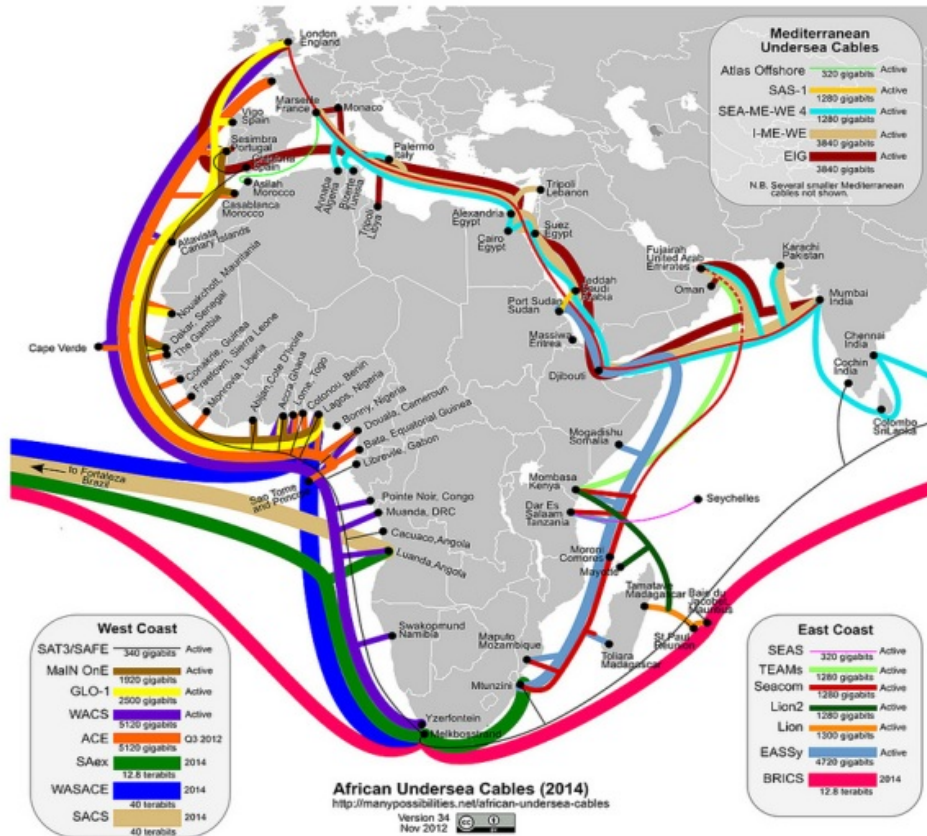 London
England
Vigo
Spain
Marseille
France
Monaco
Sesimbra
Portugal
Spain
Asilah
Morocco
Casablanca
Morocco
Annaba
Algeria
Bizerte
Tunisia
Tripoli
Libya
Palermo
Italy
Tripoli
Lebanon
Alexandria
Egypt
Cairo
Egypt
Suez
Egypt
Altavista
Canary Islands
Jeddah
Saudi
Arabia
Port Sudan
Sudan
Massiwa
Eritrea
Djibouti
Fujairah
United Arab
Emirates
Oman
Karachi
Pakistan
Mumbai
India
Chennai
India
Cochin
India
Colombo
Sri Lanka
Nouakchott, Mauritania
Dakar, Senegal
The Gambia
Cape Verde
Conakrie, Guinea
Freetown, Sierra Leone
Monrovia, Liberia
Abijan,Cote D'Ivoire
Accra,Ghana
Lome, Togo
Cotonou, Benin
Lagos, Nigeria
Bonny, Nigeria
Douala, Cameroun
Bata, Equatorial Guinea
Libreville, Gabon
to Fortaleza
Brazil
Sao Tome
and Principe
Pointe Noir, Congo
Muanda, DRC
Cacuaco,Angola
Luanda,Angola
Swakopmund
Namibia
Yzerfontein
Melkbosstrand
Mtunzini
Maputo
Mozambique
Toliara
Madagascar
Mogadishu
Somalia
Mombasa
Kenya
Dar Es
Salaam
Tanzania
Seychelles
Moroni
Comores
Mayotte
Tamatave
Madagascar
Baie du
Jacobet
Mauritius
St Paul
Reunion
Mediterranean
Undersea Cables
Atlas Offshore 320 gigabits Active
SAS-1 1280 gigabits Active
SEA-ME-WE 4 1280 gigabits Active
I-ME-WE 3840 gigabits Active
EIG 3840 gigabits Active
N.B. Several smaller Mediterranean
cables not shown.
West Coast
SAT3/SAFE 340 gigabits Active
MaIN OnE 1920 gigabits Active
GLO-1 2500 gigabits Active
WACS 5120 gigabits Active
ACE 5120 gigabits Q3 2012
SAex 12.8 terabits 2014
WASACE 40 terabits 2014
SACS 40 terabits 2014
East Coast
SEAS 320 gigabits Active
TEAMs 1280 gigabits Active
Seacom 1280 gigabits Active
Lion2 1280 gigabits Active
Lion 1300 gigabits Active
EASSy 4720 gigabits Active
BRICS 12.8 terabits 2014
African Undersea Cables (2014)
http://manypossibilities.net/african-undersea-cables
Version 34
Nov 2012
cc
BY